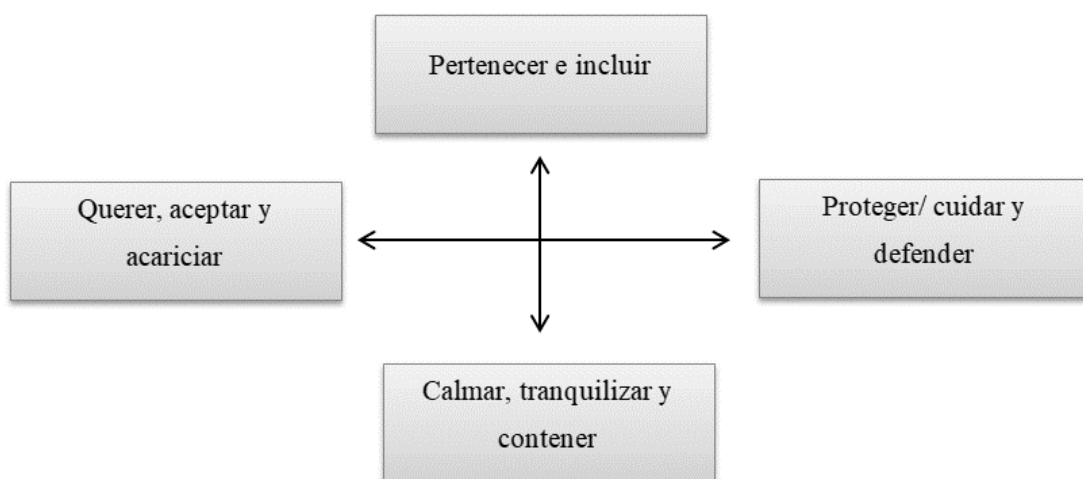 Pertenecer e incluir
Querer, aceptar y
acariciar
Proteger/ cuidar y
defender
Calmar, tranquilizar y
contener